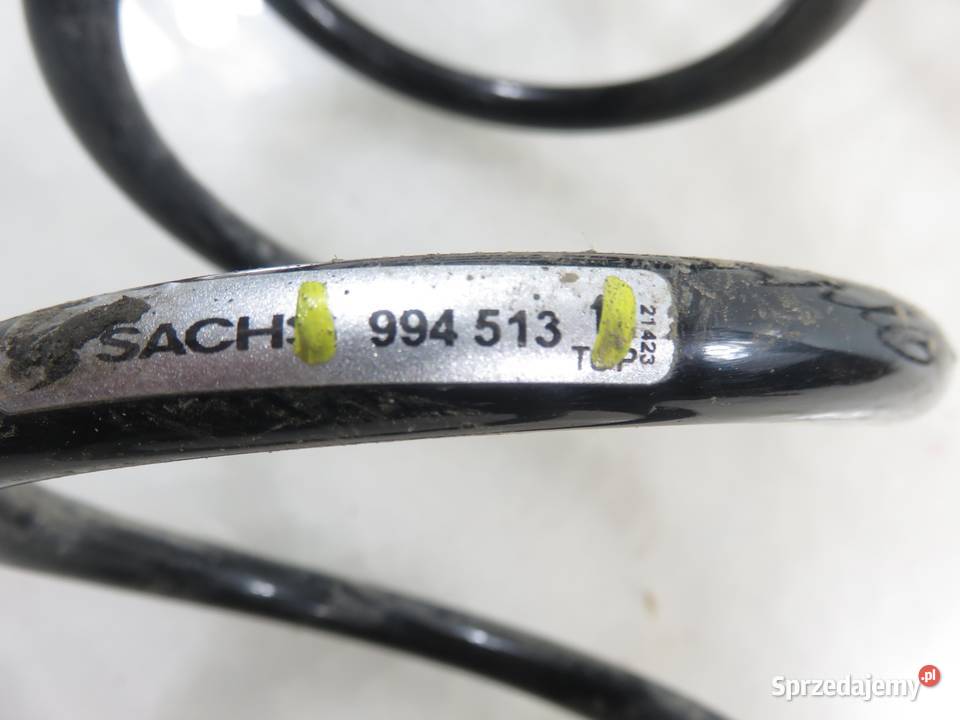 SACHS 994 513
TOP
21423
Sprzedajemy.pl